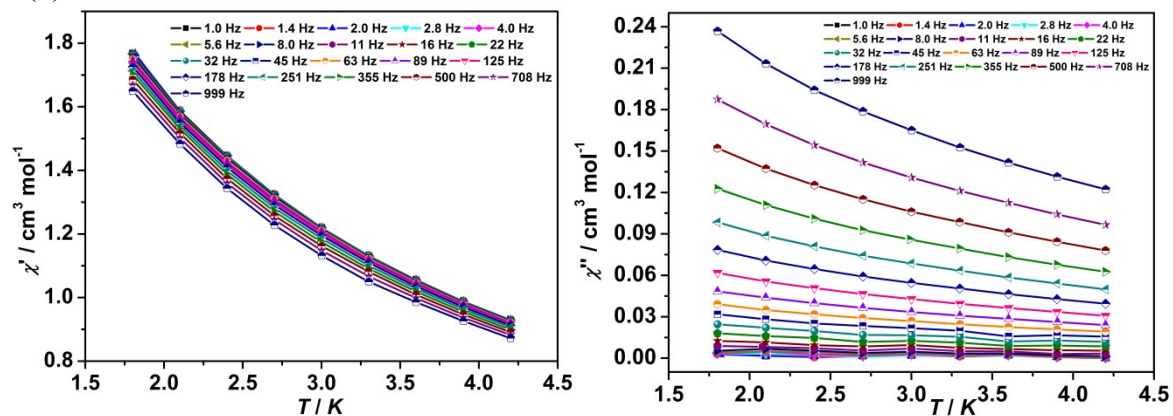 1.0 Hz 1.4 Hz 2.0 Hz 2.8 Hz 4.0 Hz
5.6 Hz 8.0 Hz 11 Hz 16 Hz 22 Hz
32 Hz 45 Hz 63 Hz 89 Hz 125 Hz
178 Hz 251 Hz 355 Hz 500 Hz 708 Hz
999 Hz
1.8
1.6
1.4
1.2
1.0
0.8
χ' / cm³ mol⁻¹
1.5 2.0 2.5 3.0 3.5 4.0 4.5
T / K
1.0 Hz 1.4 Hz 2.0 Hz 2.8 Hz 4.0 Hz
5.6 Hz 8.0 Hz 11 Hz 16 Hz 22 Hz
32 Hz 45 Hz 63 Hz 89 Hz 125 Hz
178 Hz 251 Hz 355 Hz 500 Hz 708 Hz
999 Hz
0.24
0.21
0.18
0.15
0.12
0.09
0.06
0.03
0.00
χ'' / cm³ mol⁻¹
1.5 2.0 2.5 3.0 3.5 4.0 4.5
T / K